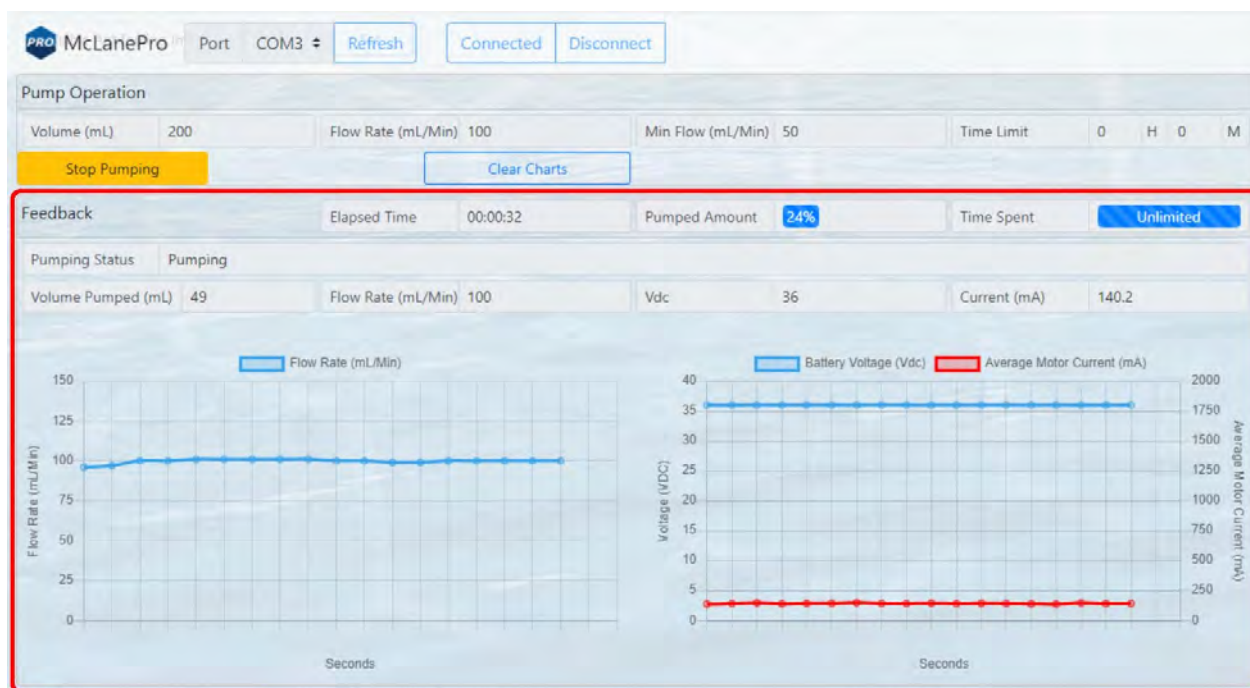 PRO McLanePro Port COM3 Refresh Connected Disconnect
Pump Operation
Volume (mL) 200 Flow Rate (mL/Min) 100 Min Flow (mL/Min) 50 Time Limit 0 H 0 M
Stop Pumping Clear Charts
Feedback Elapsed Time 00:00:32 Pumped Amount 24% Time Spent Unlimited
Pumping Status Pumping
Volume Pumped (mL) 49 Flow Rate (mL/Min) 100 Vdc 36 Current (mA) 140.2
Flow Rate (mL/Min)
150
125
100
75
50
25
0
Flow Rate (mL/Min)
Seconds
Battery Voltage (Vdc) Average Motor Current (mA)
40 2000
35 1750
30 1500
25 1250
20 1000
15 750
10 500
5 250
0 0
Voltage (VDC)
Average Motor Current (mA)
Seconds